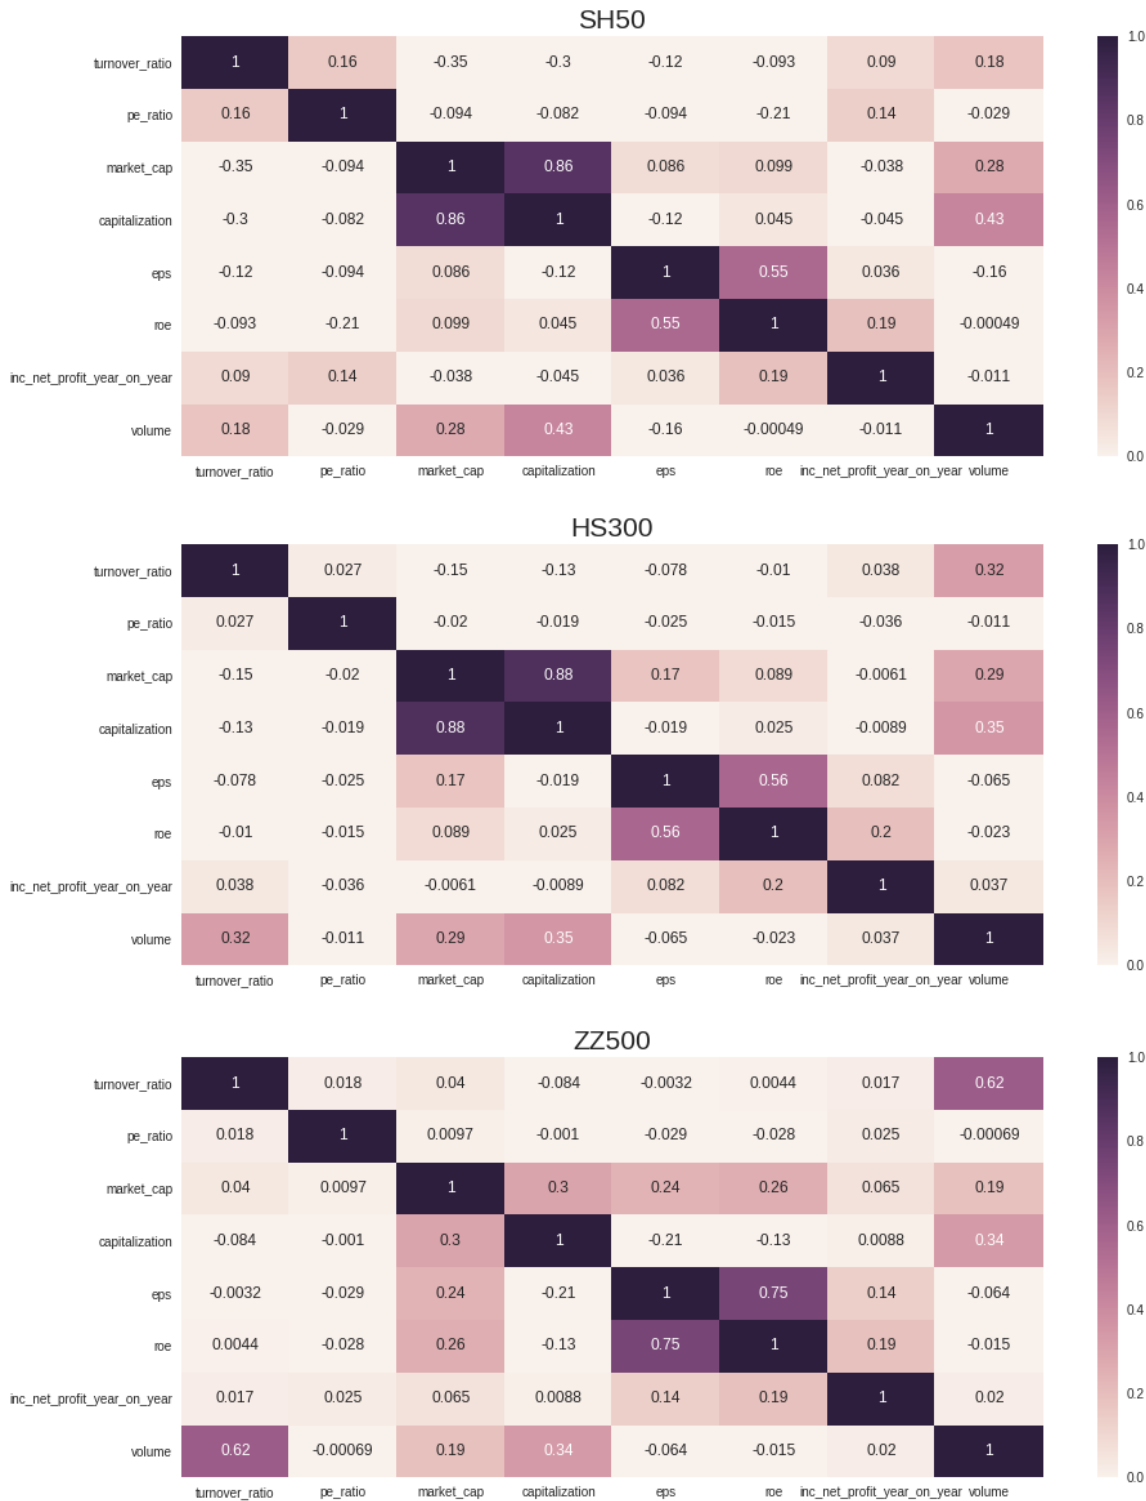 SH50
1.0
turnover_ratio 1 0.16 -0.35 -0.3 -0.12 -0.093 0.09 0.18
pe_ratio 0.16 1 -0.094 -0.082 -0.094 -0.21 0.14 -0.029
0.8
market_cap -0.35 -0.094 1 0.86 0.086 0.099 -0.038 0.28
0.6
capitalization -0.3 -0.082 0.86 1 -0.12 0.045 -0.045 0.43
eps -0.12 -0.094 0.086 -0.12 1 0.55 0.036 -0.16
0.4
roe -0.093 -0.21 0.099 0.045 0.55 1 0.19 -0.00049
inc_net_profit_year_on_year 0.09 0.14 -0.038 -0.045 0.036 0.19 1 -0.011
0.2
volume 0.18 -0.029 0.28 0.43 -0.16 -0.00049 -0.011 1
0.0
turnover_ratio pe_ratio market_cap capitalization eps roe inc_net_profit_year_on_year volume
HS300
1.0
turnover_ratio 1 0.027 -0.15 -0.13 -0.078 -0.01 0.038 0.32
pe_ratio 0.027 1 -0.02 -0.019 -0.025 -0.015 -0.036 -0.011
0.8
market_cap -0.15 -0.02 1 0.88 0.17 0.089 -0.0061 0.29
0.6
capitalization -0.13 -0.019 0.88 1 -0.019 0.025 -0.0089 0.35
eps -0.078 -0.025 0.17 -0.019 1 0.56 0.082 -0.065
0.4
roe -0.01 -0.015 0.089 0.025 0.56 1 0.2 -0.023
inc_net_profit_year_on_year 0.038 -0.036 -0.0061 -0.0089 0.082 0.2 1 0.037
0.2
volume 0.32 -0.011 0.29 0.35 -0.065 -0.023 0.037 1
0.0
turnover_ratio pe_ratio market_cap capitalization eps roe inc_net_profit_year_on_year volume
ZZ500
1.0
turnover_ratio 1 0.018 0.04 -0.084 -0.0032 0.0044 0.017 0.62
pe_ratio 0.018 1 0.0097 -0.001 -0.029 -0.028 0.025 -0.00069
0.8
market_cap 0.04 0.0097 1 0.3 0.24 0.26 0.065 0.19
0.6
capitalization -0.084 -0.001 0.3 1 -0.21 -0.13 0.0088 0.34
eps -0.0032 -0.029 0.24 -0.21 1 0.75 0.14 -0.064
0.4
roe 0.0044 -0.028 0.26 -0.13 0.75 1 0.19 -0.015
inc_net_profit_year_on_year 0.017 0.025 0.065 0.0088 0.14 0.19 1 0.02
0.2
volume 0.62 -0.00069 0.19 0.34 -0.064 -0.015 0.02 1
0.0
turnover_ratio pe_ratio market_cap capitalization eps roe inc_net_profit_year_on_year volume